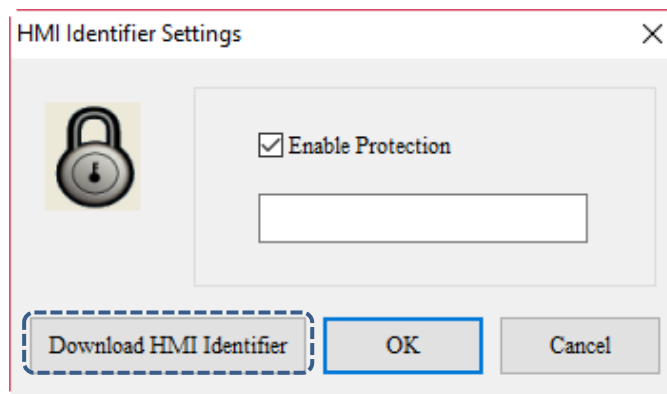 HMI Identifier Settings
Enable Protection
Download HMI Identifier
OK
Cancel